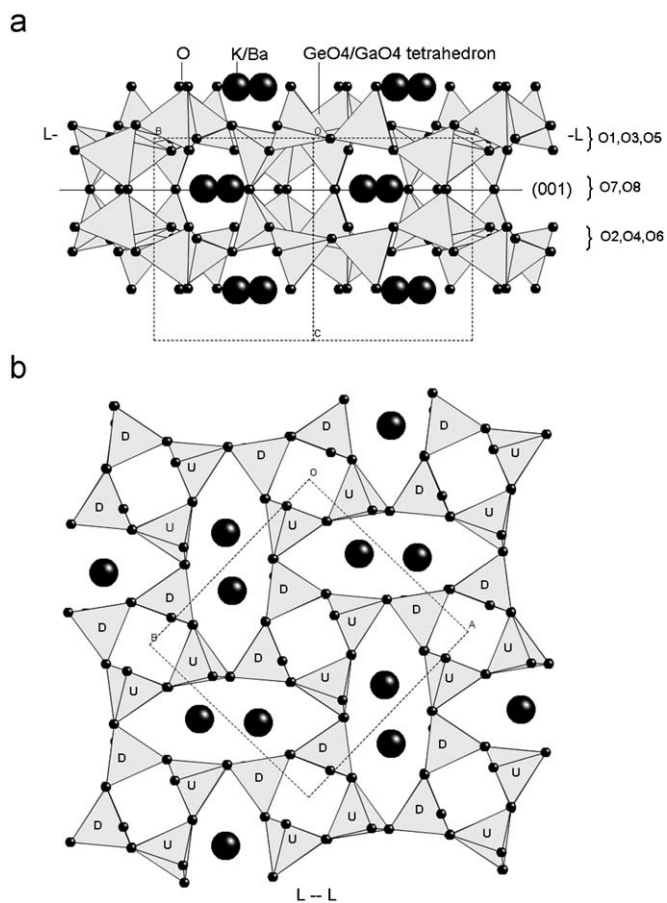 a
O K/Ba GeO4/GaO4 tetrahedron
L- B O A -L } O1,O3,O5
(001) } O7,O8
} O2,O4,O6
C
b
D D D
U D U
O
D U D
U U U
D D D
U D A
D B U
D U
U U
U U
D D D
U D U
D U D
U U U
L -- L